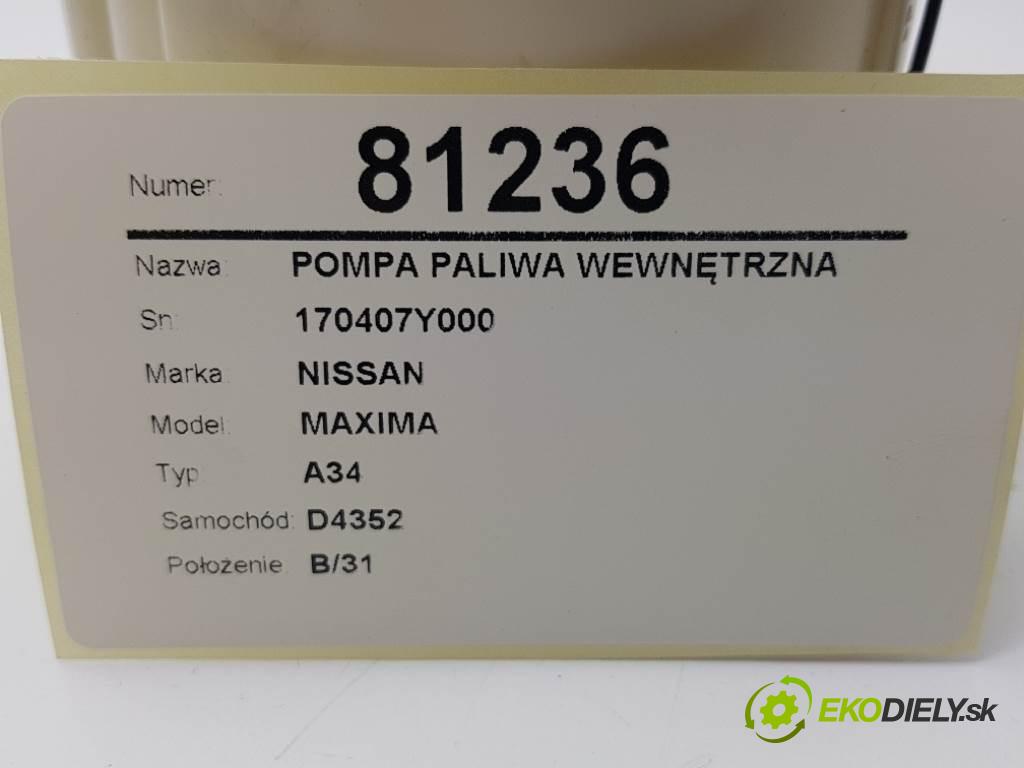 Numer: 81236
Nazwa: POMPA PALIWA WEWNĘTRZNA
Sn: 170407Y000
Marka: NISSAN
Model: MAXIMA
Typ A34
Samochód: D4352
Położenie: B/31
EKODIELY.sk